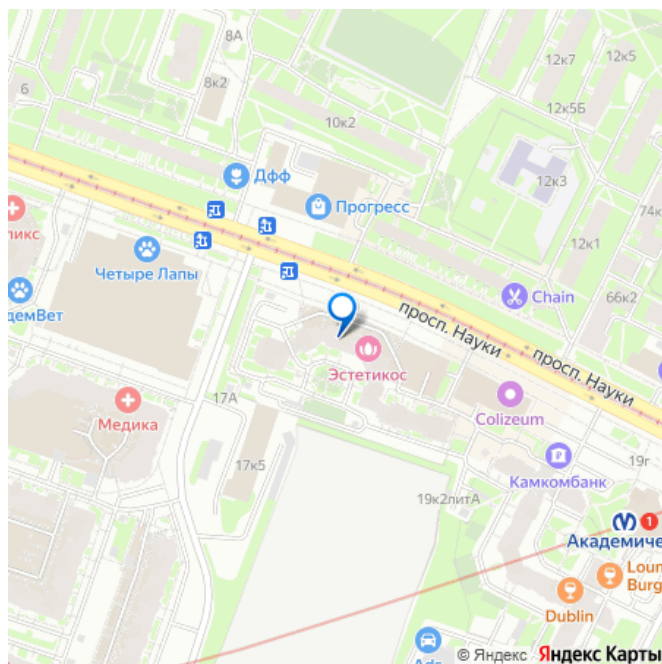 8А
12к7
12к5
8к2
6
10к2
12к5Б
Дфф
12к3
Прогресс
74к
ликс
12к1
Четыре Лапы
демВет
Chain
66к2
просп. Науки
просп. Науки
Эстетикос
17А
Медика
Colizeum
17к5
19г
Камкомбанк
19к2литА
1
Академиче
Loun
Burg
Dublin
Ads
© Яндекс Яндекс Карты